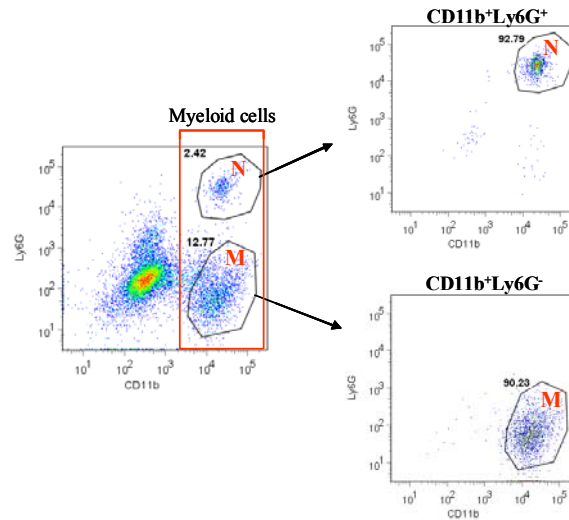 CD11b⁺Ly6G⁺
92.79
N
10⁵
10⁴
10³
10²
10¹
Ly6G
10¹ 10² 10³ 10⁴ 10⁵
CD11b
Myeloid cells
2.42
N
12.77
M
10⁵
10⁴
10³
10²
10¹
Ly6G
10¹ 10² 10³ 10⁴ 10⁵
CD11b
CD11b⁺Ly6G⁻
90.23
M
10⁵
10⁴
10³
10²
10¹
Ly6G
10¹ 10² 10³ 10⁴ 10⁵
CD11b